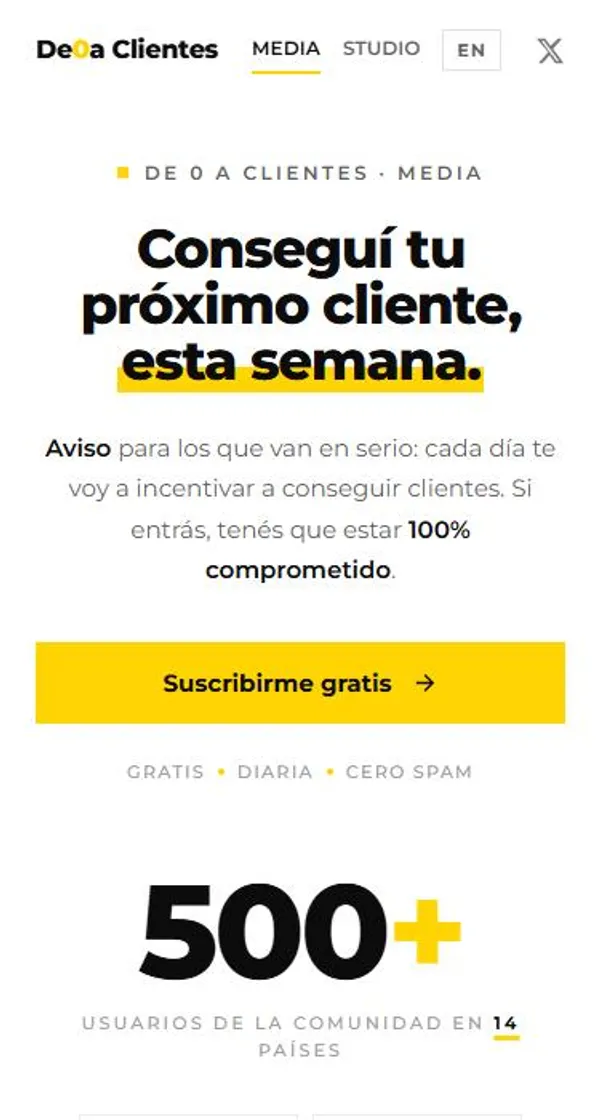 De0a Clientes MEDIA STUDIO EN X
DE 0 A CLIENTES · MEDIA
Conseguí tu
próximo cliente,
esta semana.
Aviso para los que van en serio: cada día te
voy a incentivar a conseguir clientes. Si
entrás, tenés que estar 100%
comprometido.
Suscribirme gratis →
GRATIS • DIARIA • CERO SPAM
500+
USUARIOS DE LA COMUNIDAD EN 14
PAÍSES